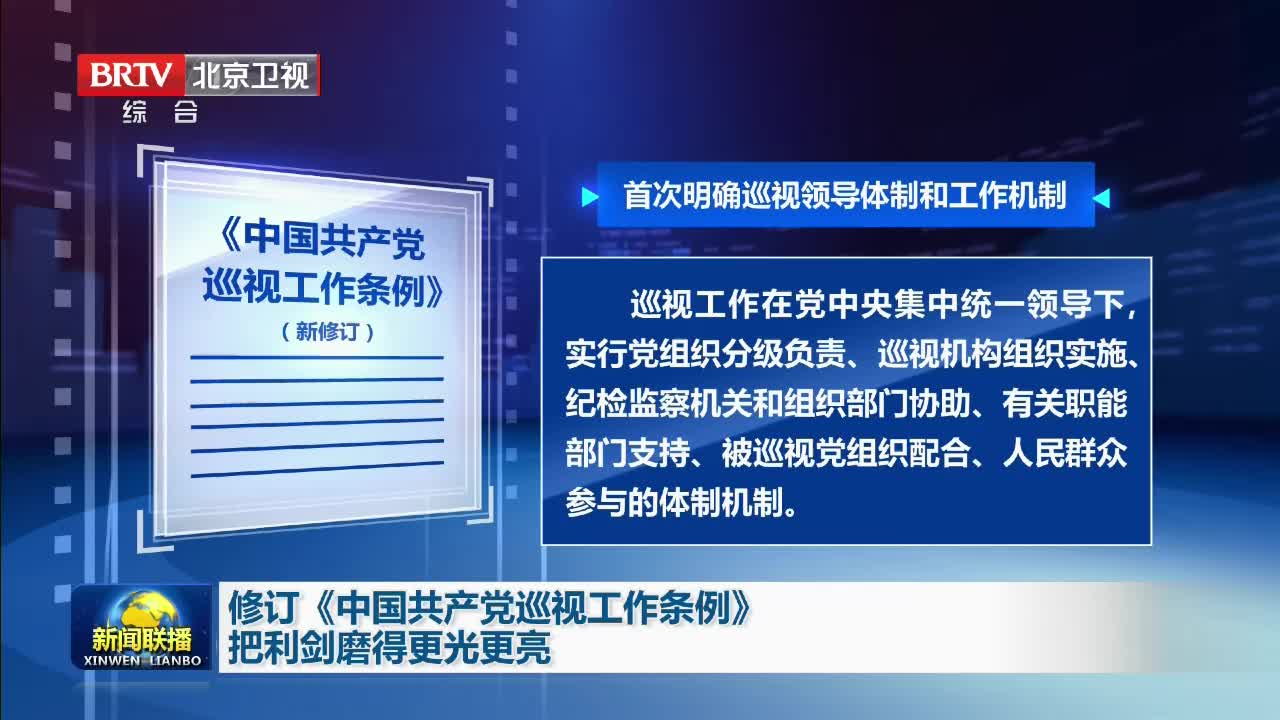 BRTV 北京卫视
综 合
《中国共产党
巡视工作条例》
（新修订）
首次明确巡视领导体制和工作机制
巡视工作在党中央集中统一领导下，
实行党组织分级负责、巡视机构组织实施、
纪检监察机关和组织部门协助、有关职能
部门支持、被巡视党组织配合、人民群众
参与的体制机制。
修订《中国共产党巡视工作条例》
把利剑磨得更光更亮
新闻联播
XINWEN LIANBO